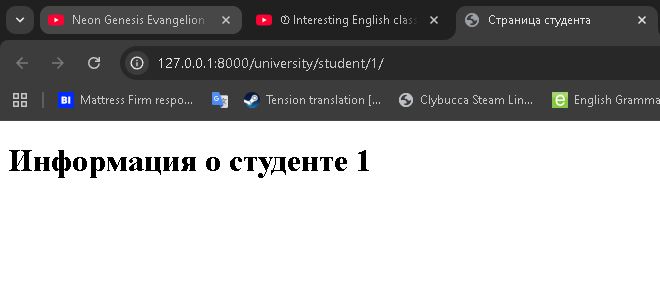 Neon Genesis Evangelion
Interesting English class
Страница студента
127.0.0.1:8000/university/student/1/
BI
Mattress Firm respo...
Tension translation [...
Clybucca Steam Lin...
English Gramma
Информация о студенте 1